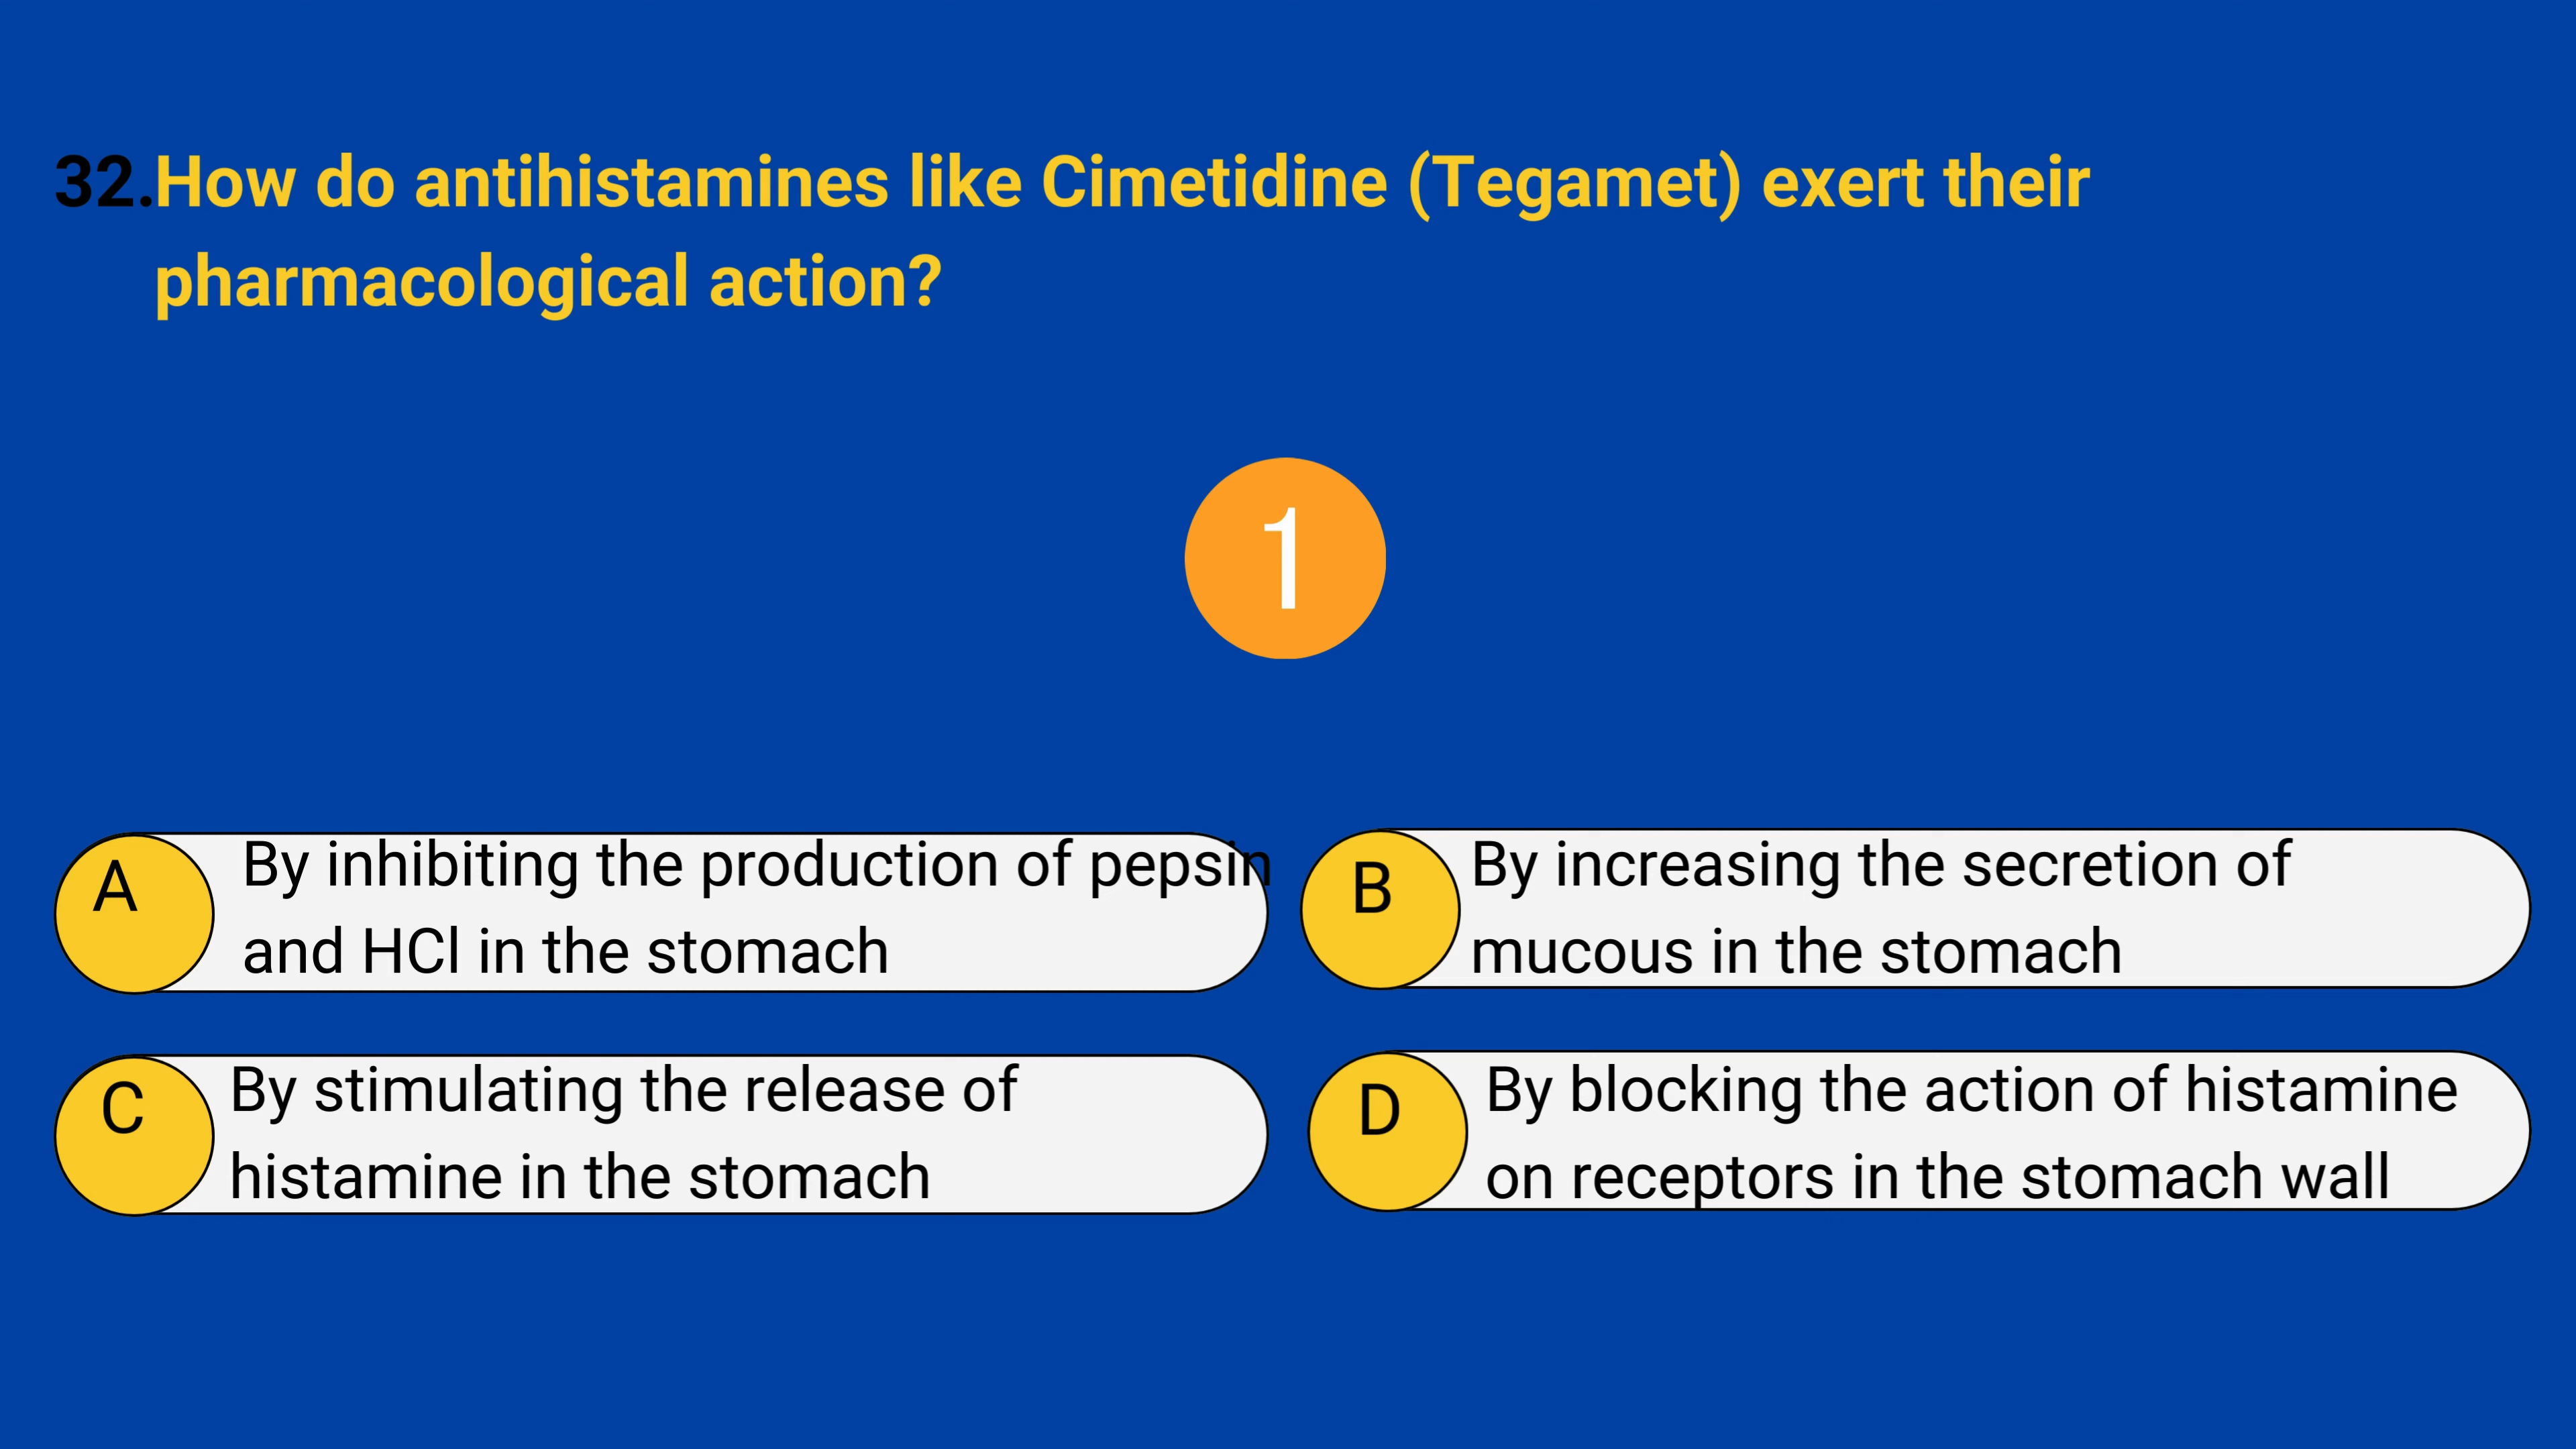 32.How do antihistamines like Cimetidine (Tegamet) exert their
pharmacological action?
1
A
By inhibiting the production of pepsin
and HCl in the stomach
B
By increasing the secretion of
mucous in the stomach
C
By stimulating the release of
histamine in the stomach
D
By blocking the action of histamine
on receptors in the stomach wall